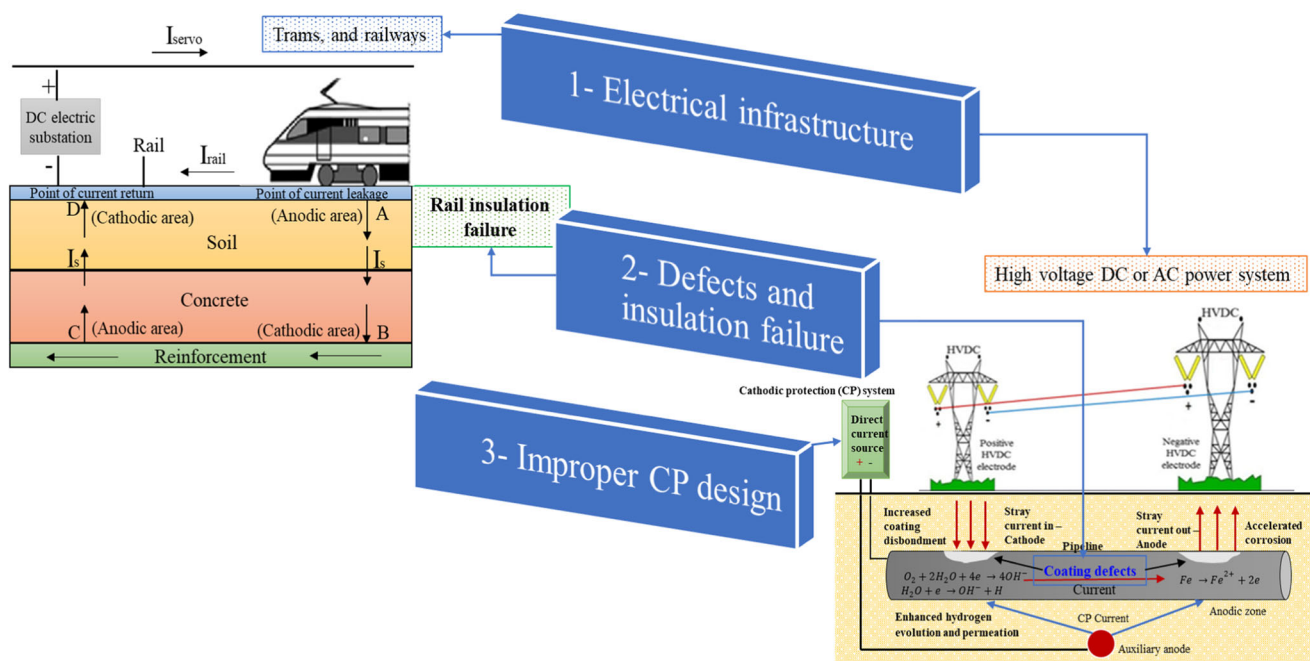 I_servo
Trams, and railways
1- Electrical infrastructure
+
DC electric
substation
-
Rail
I_rail
Point of current return
Point of current leakage
D
(Cathodic area)
(Anodic area)
A
Soil
I_s
I_s
Concrete
C
(Anodic area)
(Cathodic area)
B
Reinforcement
Rail insulation
failure
2- Defects and
insulation failure
High voltage DC or AC power system
3- Improper CP design
Cathodic protection (CP) system
Direct
current
source
+ -
HVDC
HVDC
+
-
+
-
Positive
HVDC
electrode
Negative
HVDC
electrode
Increased
coating
disbondment
Stray
current in –
Cathode
Stray
current out –
Anode
Accelerated
corrosion
Pipeline
Coating defects
O₂ + 2H₂O + 4e → 4OH⁻
H₂O + e → OH⁻ + H
Fe → Fe²⁺ + 2e
Current
Enhanced hydrogen
evolution and permeation
CP Current
Anodic zone
Auxiliary anode